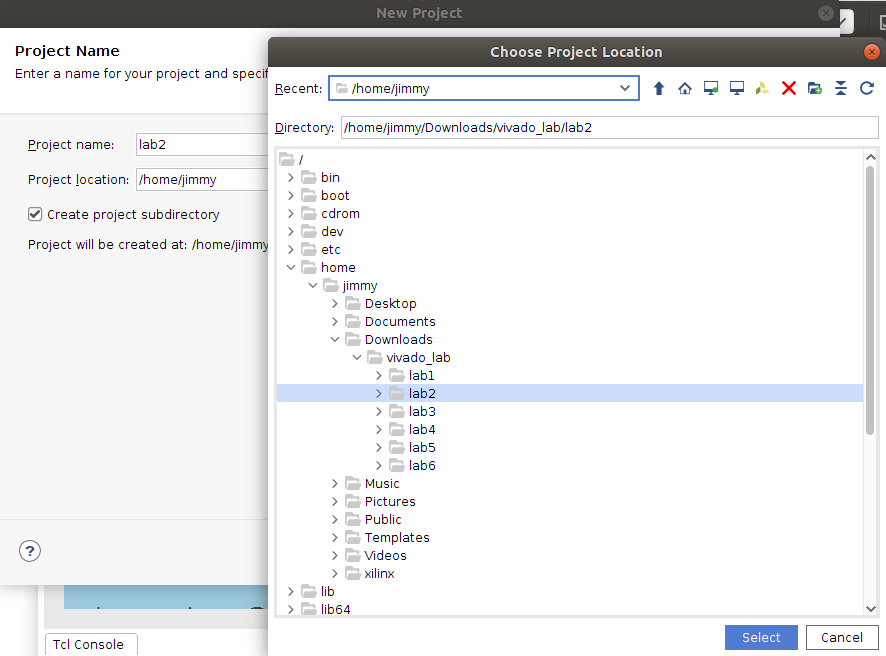 New Project
Project Name
Enter a name for your project and specif
Project name: lab2
Project location: /home/jimmy
Create project subdirectory
Project will be created at: /home/jimmy
?
Tcl Console
Choose Project Location
Recent: /home/jimmy
Directory: /home/jimmy/Downloads/vivado_lab/lab2
/
bin
boot
cdrom
dev
etc
home
jimmy
Desktop
Documents
Downloads
vivado_lab
lab1
lab2
lab3
lab4
lab5
lab6
Music
Pictures
Public
Templates
Videos
xilinx
lib
lib64
Select Cancel